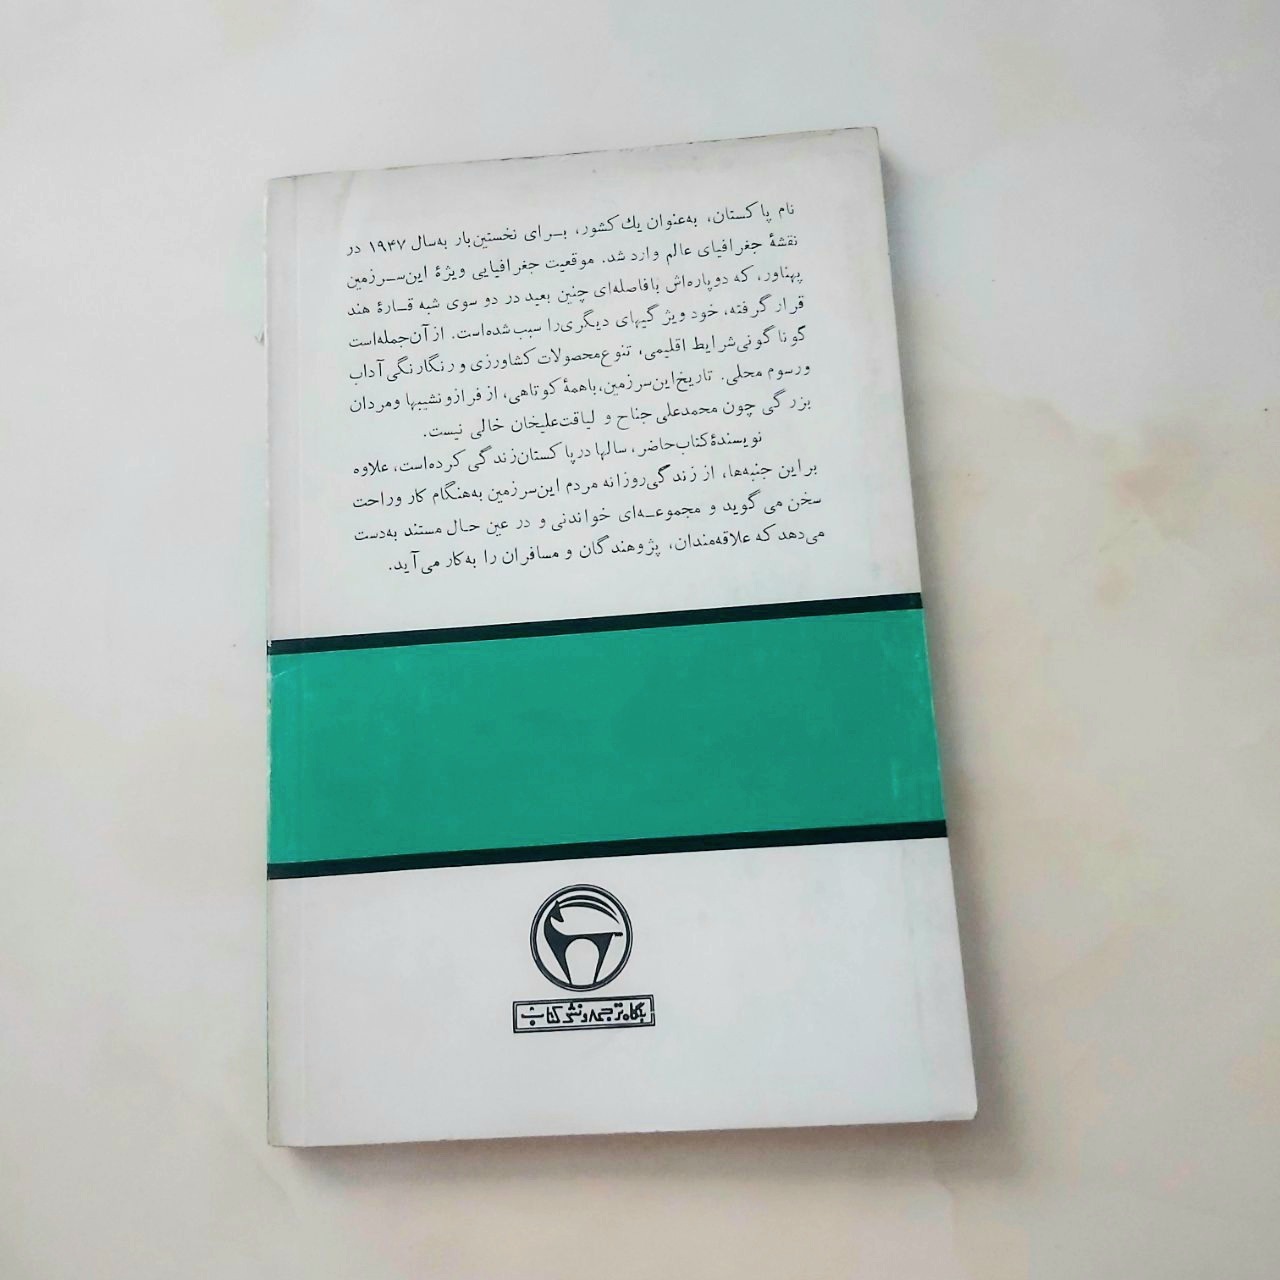 نام پاکستان، به‌عنوان یك کشور، بـرای نخستین‌بار به‌سال ۱۹۴۷ در
نقشهٔ جغرافیای عالم وارد شد. موقعیت جغرافیایی ویژهٔ این‌سـرزمین
پهناور، که دوپاره‌اش بافاصله‌ای چنین بعید در دو سوی شبه قـارهٔ هند
قرار گرفته، خود ویژگیهای دیگری‌را سبب شده‌است. ازآن‌جمله‌است
گوناگونی‌شرایط اقلیمی، تنوع‌محصولات کشاورزی و رنگارنگی آداب
ورسوم محلی. تاریخ‌این‌سرزمین،باهمهٔ کوتاهی، از فرازونشیبها ومردان
بزرگی چون محمدعلی جناح و لیاقت‌علیخان خالی نیست.
نویسندهٔ کتاب‌حاضر، سالها درپاکستان‌زندگی کرده‌است، علاوه
براین جنبه‌ها، از زندگی‌روزانه مردم این‌سرزمین به‌هنگام کار وراحت
سخن می‌گوید و مجموعـه‌ای خواندنی و در عین حـال مستند به‌دست
می‌دهد که علاقه‌مندان، پژوهندگان و مسافران را به‌کار می‌آید.
بنگاه ترجمه و نشر کتاب